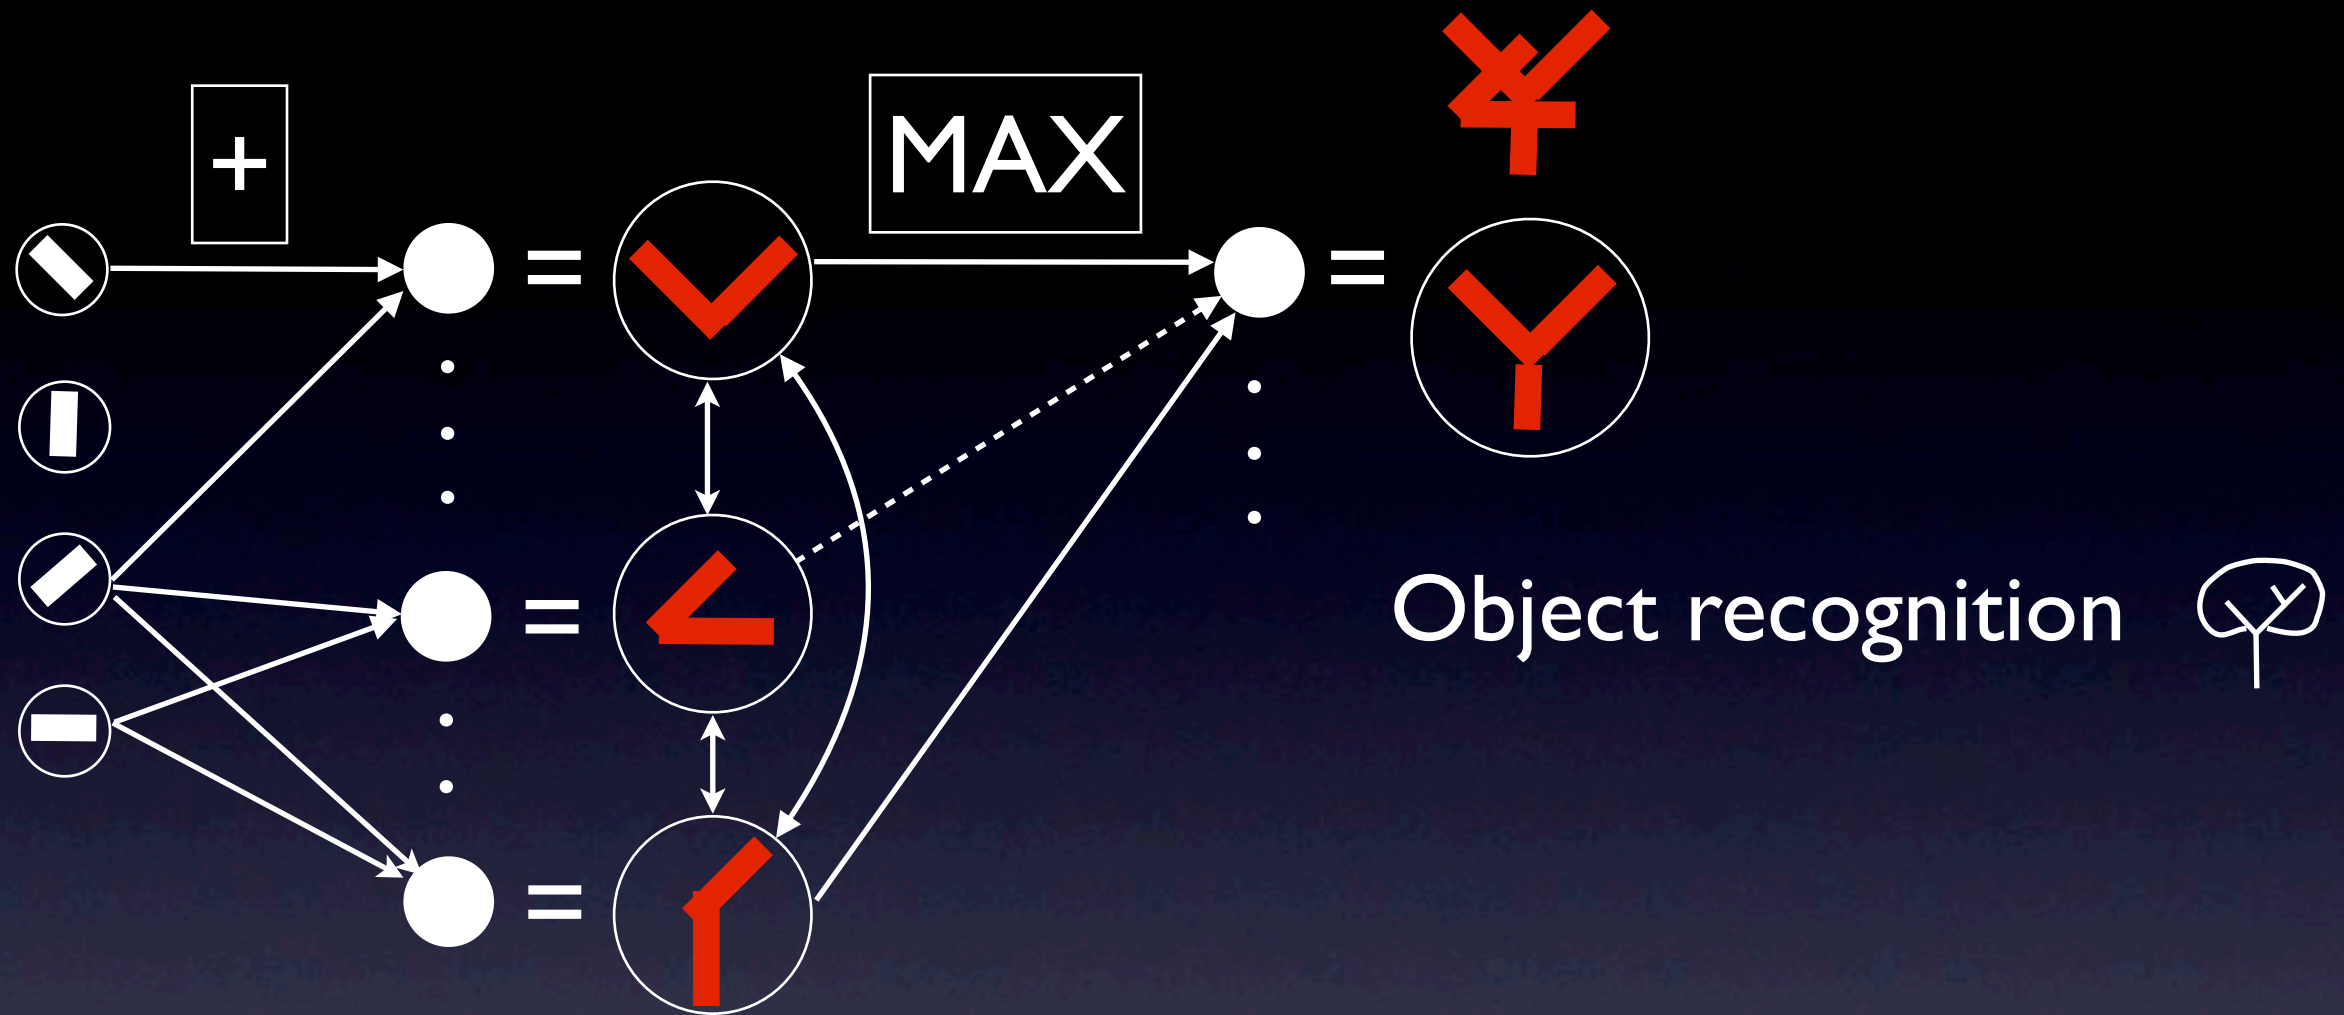 +
MAX
=
=
=
=
Object recognition